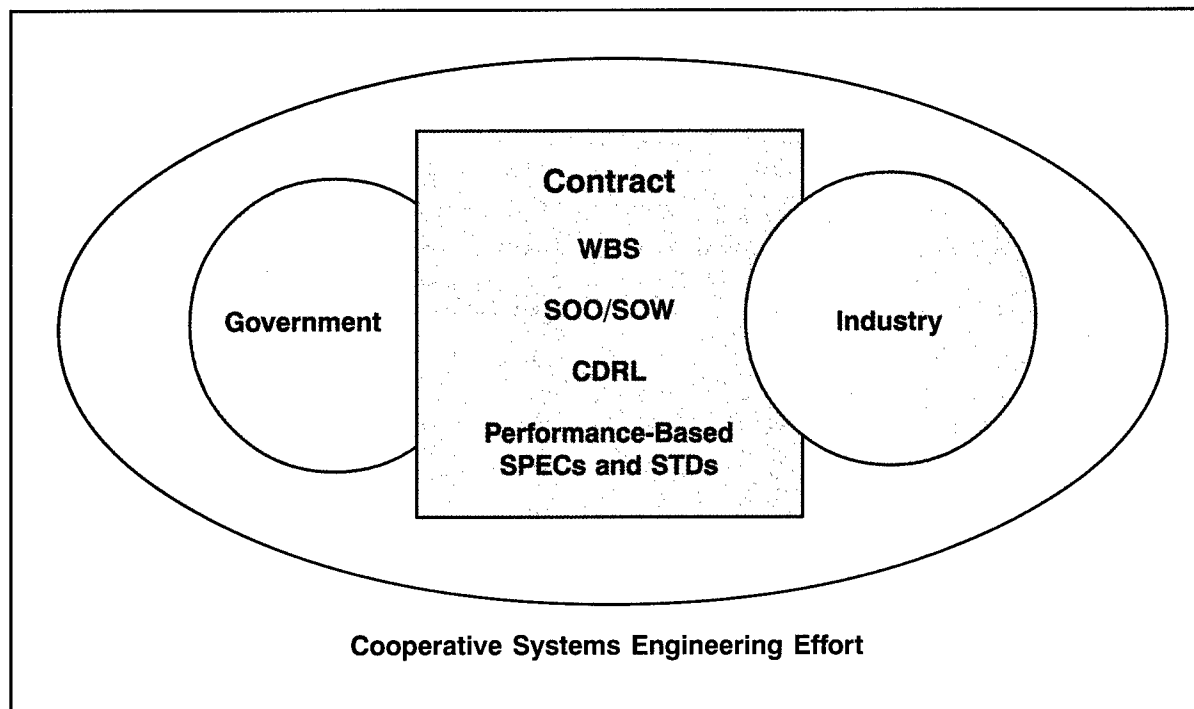 Contract
WBS
SOO/SOW
CDRL
Performance-Based
SPECs and STDs
Government
Industry
Cooperative Systems Engineering Effort